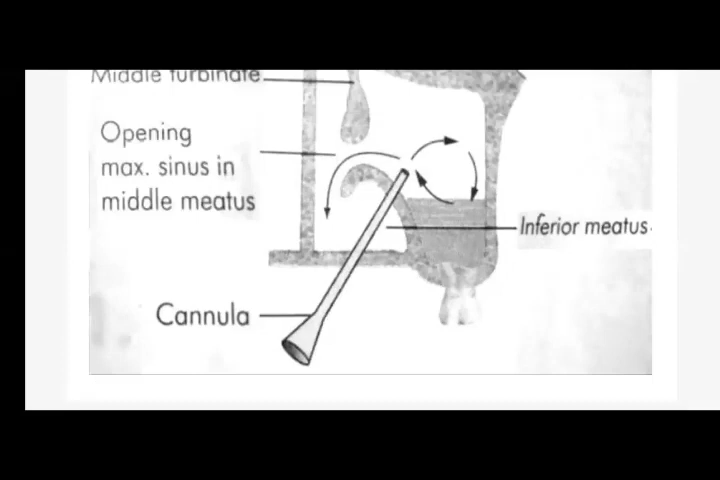 Middle turbinate
Opening
max. sinus in
middle meatus
Inferior meatus
Cannula